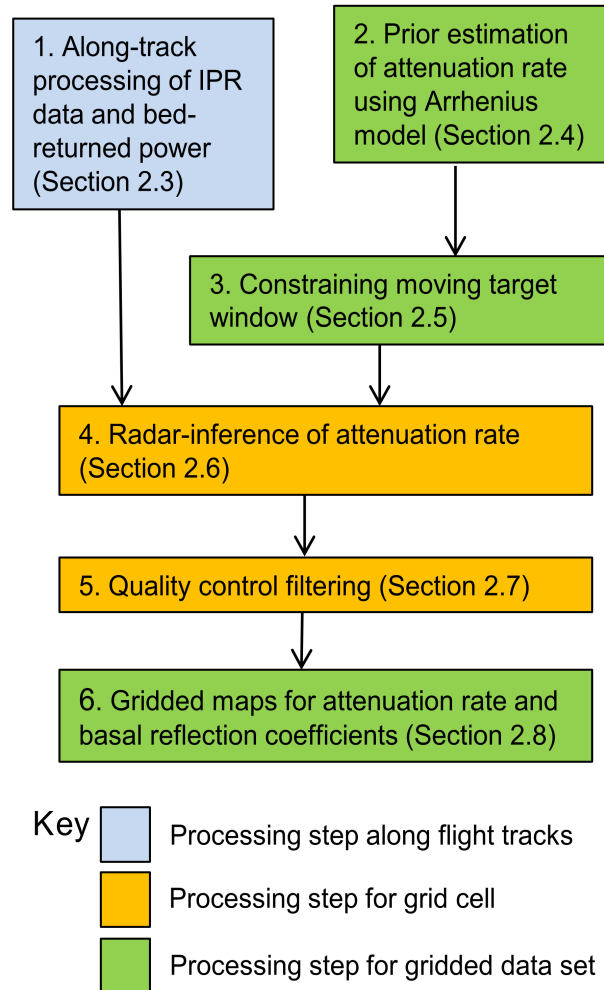 1. Along-track
processing of IPR
data and bed-
returned power
(Section 2.3)
2. Prior estimation
of attenuation rate
using Arrhenius
model (Section 2.4)
3. Constraining moving target
window (Section 2.5)
4. Radar-inference of attenuation rate
(Section 2.6)
5. Quality control filtering (Section 2.7)
6. Gridded maps for attenuation rate and
basal reflection coefficients (Section 2.8)
Key
Processing step along flight tracks
Processing step for grid cell
Processing step for gridded data set